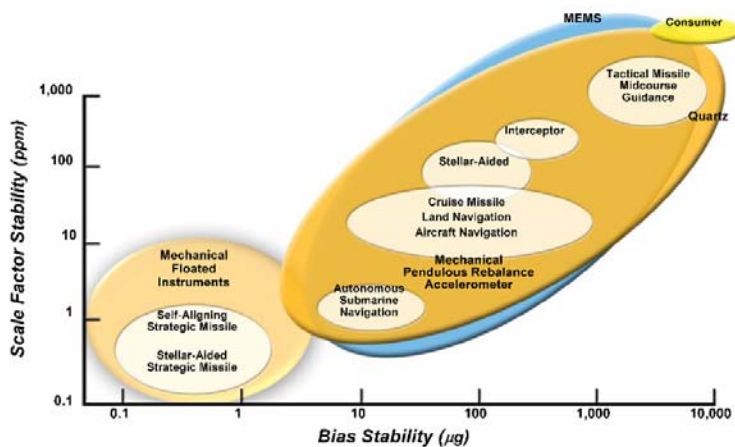 MEMS
Consumer
Tactical Missile
Midcourse
Guidance
Quartz
Interceptor
Stellar-Aided
Cruise Missile
Land Navigation
Aircraft Navigation
Mechanical
Pendulous Rebalance
Accelerometer
Autonomous
Submarine
Navigation
Mechanical
Floated
Instruments
Self-Aligning
Strategic Missile
Stellar-Aided
Strategic Missile
Scale Factor Stability (ppm)
1,000
100
10
1
0.1
0.1
1
10
100
1,000
10,000
Bias Stability (µg)